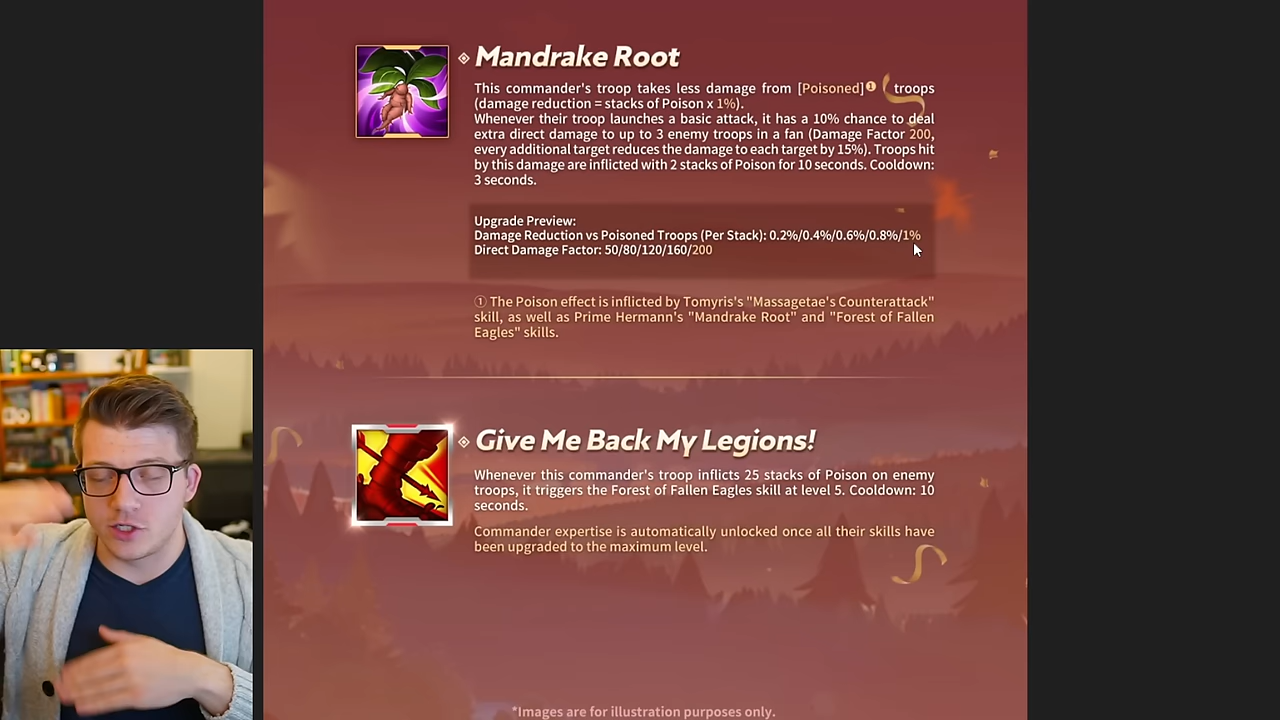 Mandrake Root
This commander's troop takes less damage from [Poisoned]① troops
(damage reduction = stacks of Poison x 1%).
Whenever their troop launches a basic attack, it has a 10% chance to deal
extra direct damage to up to 3 enemy troops in a fan (Damage Factor 200,
every additional target reduces the damage to each target by 15%). Troops hit
by this damage are inflicted with 2 stacks of Poison for 10 seconds. Cooldown:
3 seconds.
Upgrade Preview:
Damage Reduction vs Poisoned Troops (Per Stack): 0.2%/0.4%/0.6%/0.8%/1%
Direct Damage Factor: 50/80/120/160/200
① The Poison effect is inflicted by Tomyris's "Massagetae's Counterattack"
skill, as well as Prime Hermann's "Mandrake Root" and "Forest of Fallen
Eagles" skills.
Give Me Back My Legions!
Whenever this commander's troop inflicts 25 stacks of Poison on enemy
troops, it triggers the Forest of Fallen Eagles skill at level 5. Cooldown: 10
seconds.
Commander expertise is automatically unlocked once all their skills have
been upgraded to the maximum level.
*Images are for illustration purposes only.